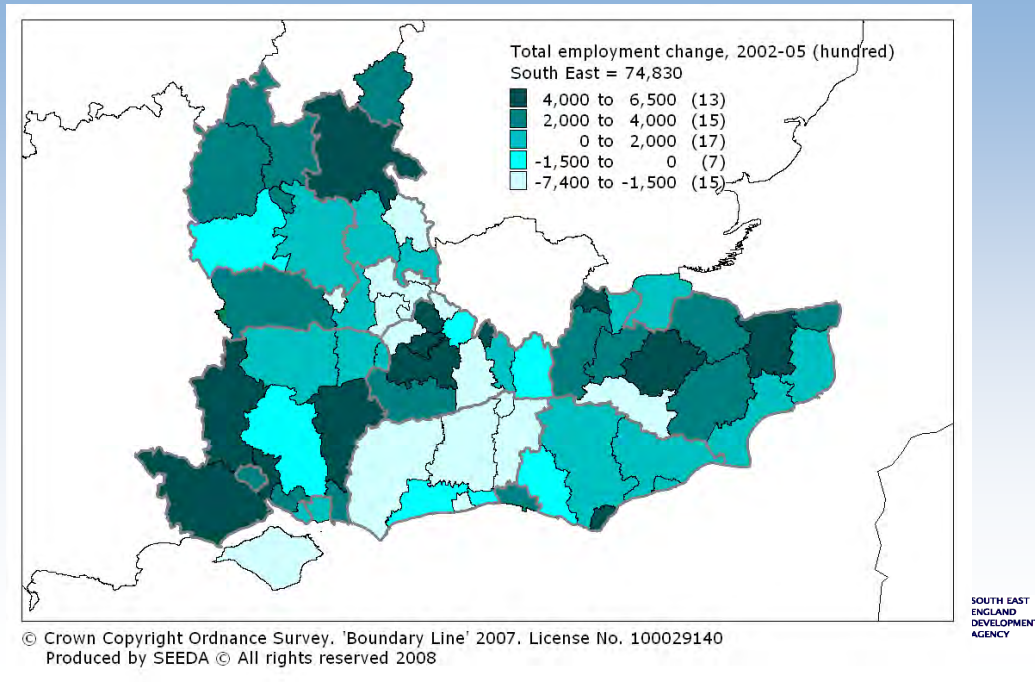 Total employment change, 2002-05 (hundred)
South East = 74,830
4,000 to 6,500 (13)
2,000 to 4,000 (15)
0 to 2,000 (17)
-1,500 to 0 (7)
-7,400 to -1,500 (15)
© Crown Copyright Ordnance Survey. 'Boundary Line' 2007. License No. 100029140
Produced by SEEDA © All rights reserved 2008
SOUTH EAST
ENGLAND
DEVELOPMENT
AGENCY